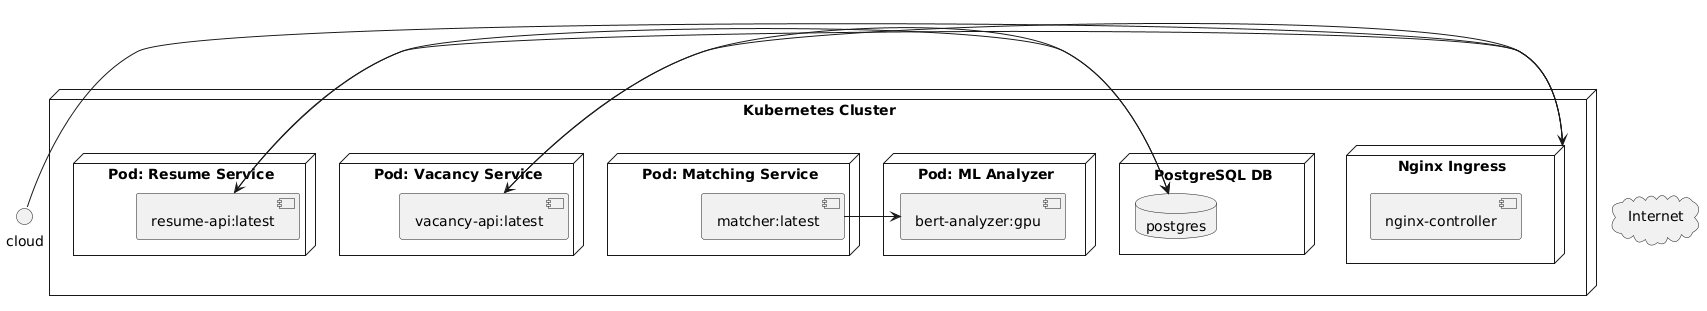 Kubernetes Cluster
Pod: Resume Service
resume-api:latest
Pod: Vacancy Service
vacancy-api:latest
Pod: Matching Service
matcher:latest
Pod: ML Analyzer
bert-analyzer:gpu
PostgreSQL DB
postgres
Nginx Ingress
nginx-controller
Internet
cloud